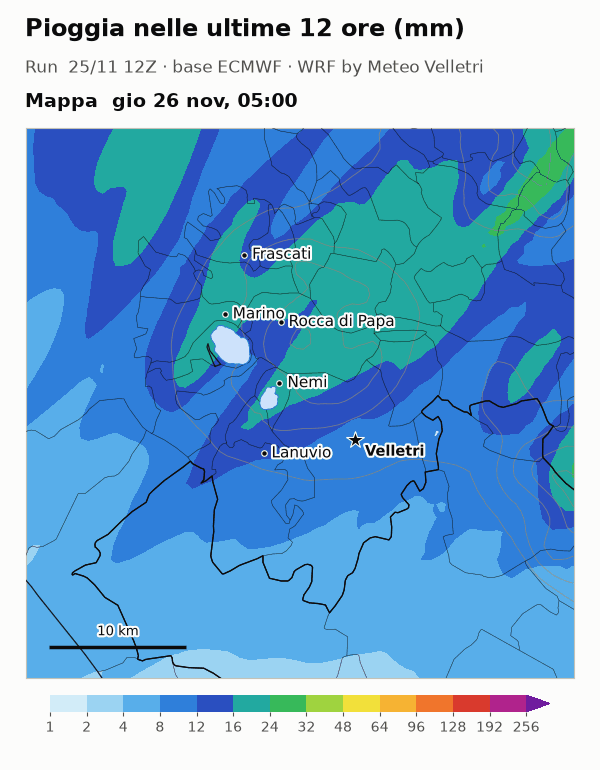 Pioggia nelle ultime 12 ore (mm)
Run  25/11 12Z · base ECMWF · WRF by Meteo Velletri
Mappa  gio 26 nov, 05:00
Frascati
Marino
Rocca di Papa
Nemi
Velletri
Lanuvio
10 km
1 2 4 8 12 16 24 32 48 64 96 128 192 256